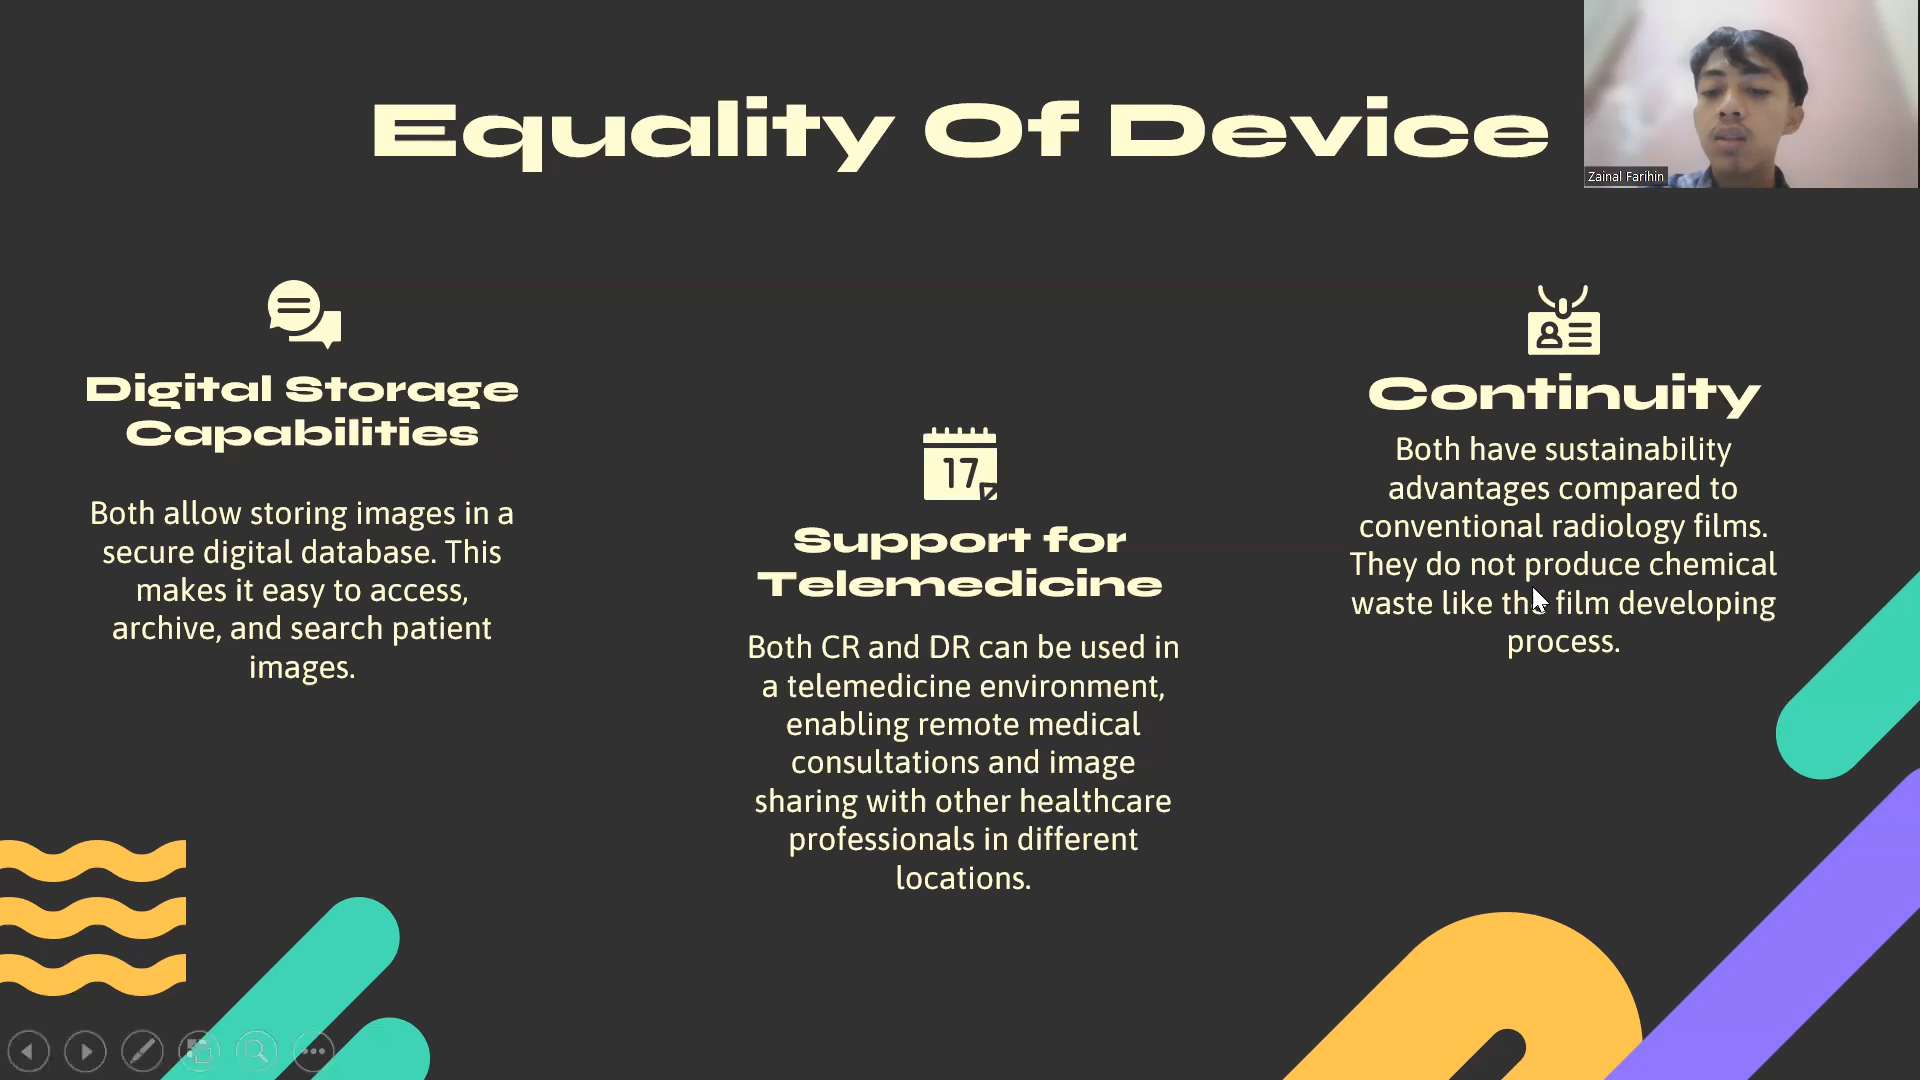 Equality Of Device
Zainal Farihin
Digital Storage
Capabilities
Both allow storing images in a
secure digital database. This
makes it easy to access,
archive, and search patient
images.
17
Support for
Telemedicine
Both CR and DR can be used in
a telemedicine environment,
enabling remote medical
consultations and image
sharing with other healthcare
professionals in different
locations.
Continuity
Both have sustainability
advantages compared to
conventional radiology films.
They do not produce chemical
waste like the film developing
process.